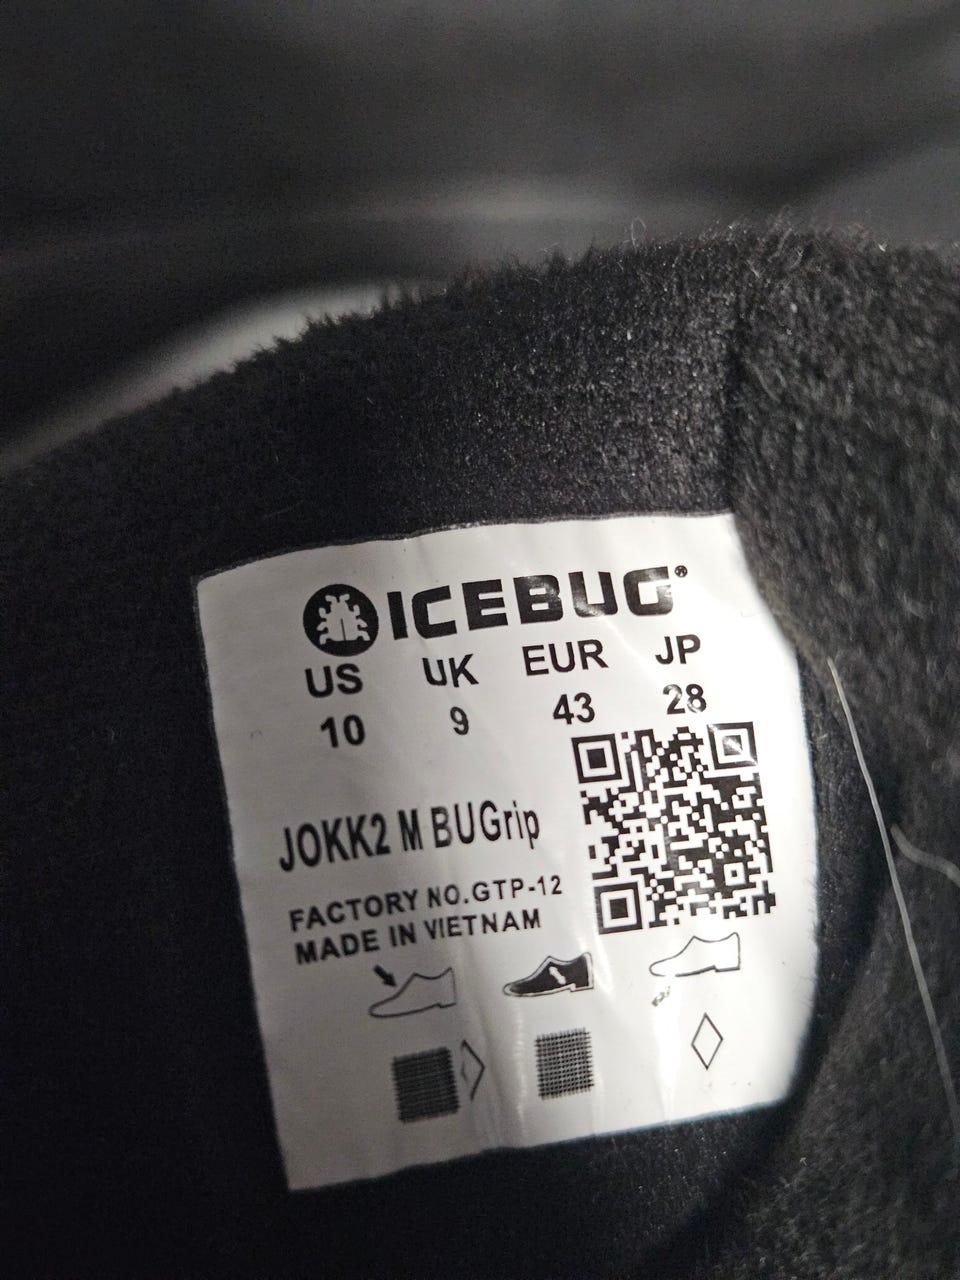 ICEBUG®
US UK EUR JP
10 9 43 28
JOKK2 M BUGrip
FACTORY NO.GTP-12
MADE IN VIETNAM